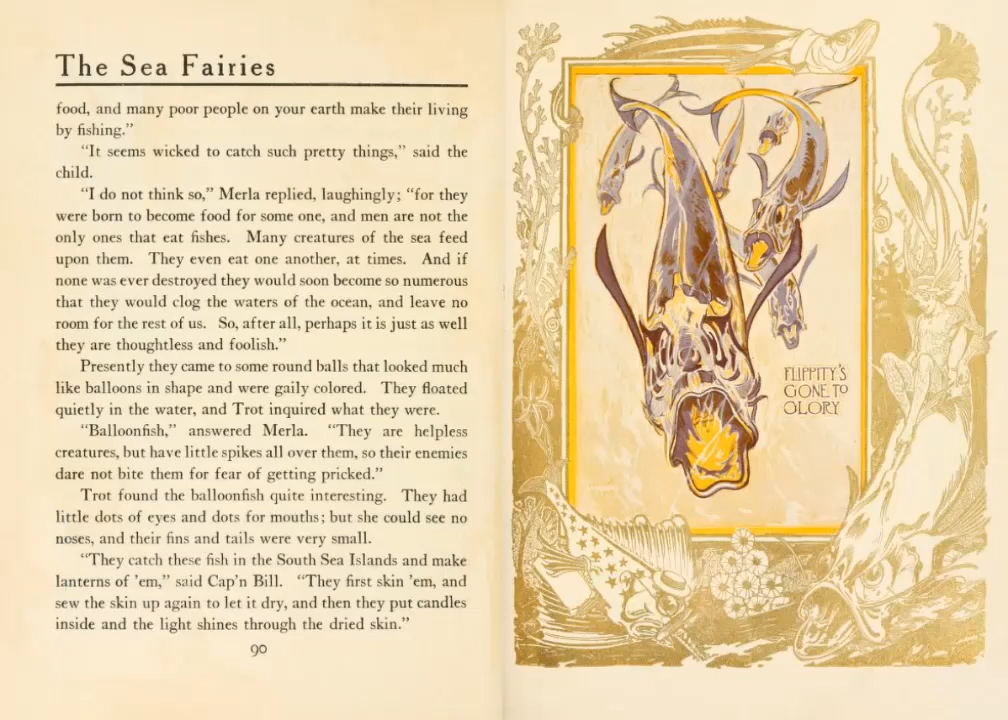 The Sea Fairies
food, and many poor people on your earth make their living
by fishing.”
“It seems wicked to catch such pretty things,” said the
child.
“I do not think so,” Merla replied, laughingly; “for they
were born to become food for some one, and men are not the
only ones that eat fishes. Many creatures of the sea feed
upon them. They even eat one another, at times. And if
none was ever destroyed they would soon become so numerous
that they would clog the waters of the ocean, and leave no
room for the rest of us. So, after all, perhaps it is just as well
they are thoughtless and foolish.”
Presently they came to some round balls that looked much
like balloons in shape and were gaily colored. They floated
quietly in the water, and Trot inquired what they were.
“Balloonfish,” answered Merla. “They are helpless
creatures, but have little spikes all over them, so their enemies
dare not bite them for fear of getting pricked.”
Trot found the balloonfish quite interesting. They had
little dots of eyes and dots for mouths; but she could see no
noses, and their fins and tails were very small.
“They catch these fish in the South Sea Islands and make
lanterns of ’em,” said Cap’n Bill. “They first skin ’em, and
sew the skin up again to let it dry, and then they put candles
inside and the light shines through the dried skin.”
90
FLIPPITY'S
GONE TO
GLORY